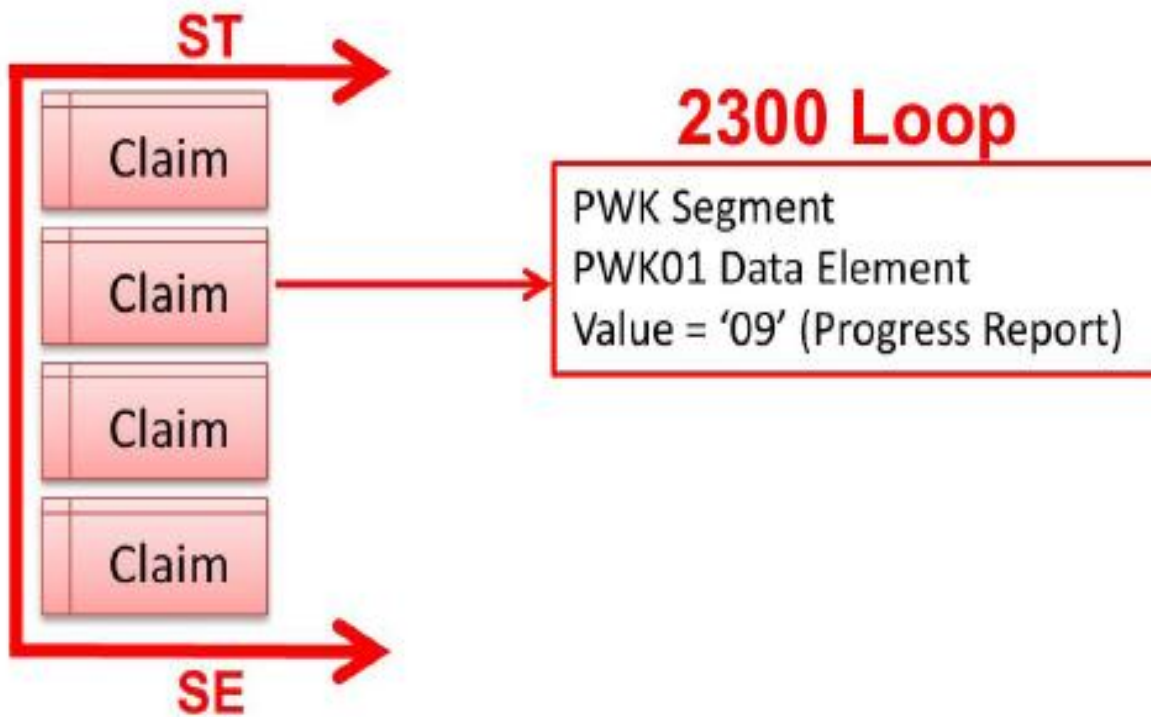 ST
Claim
Claim
Claim
Claim
SE
2300 Loop
PWK Segment
PWK01 Data Element
Value = ‘09’ (Progress Report)